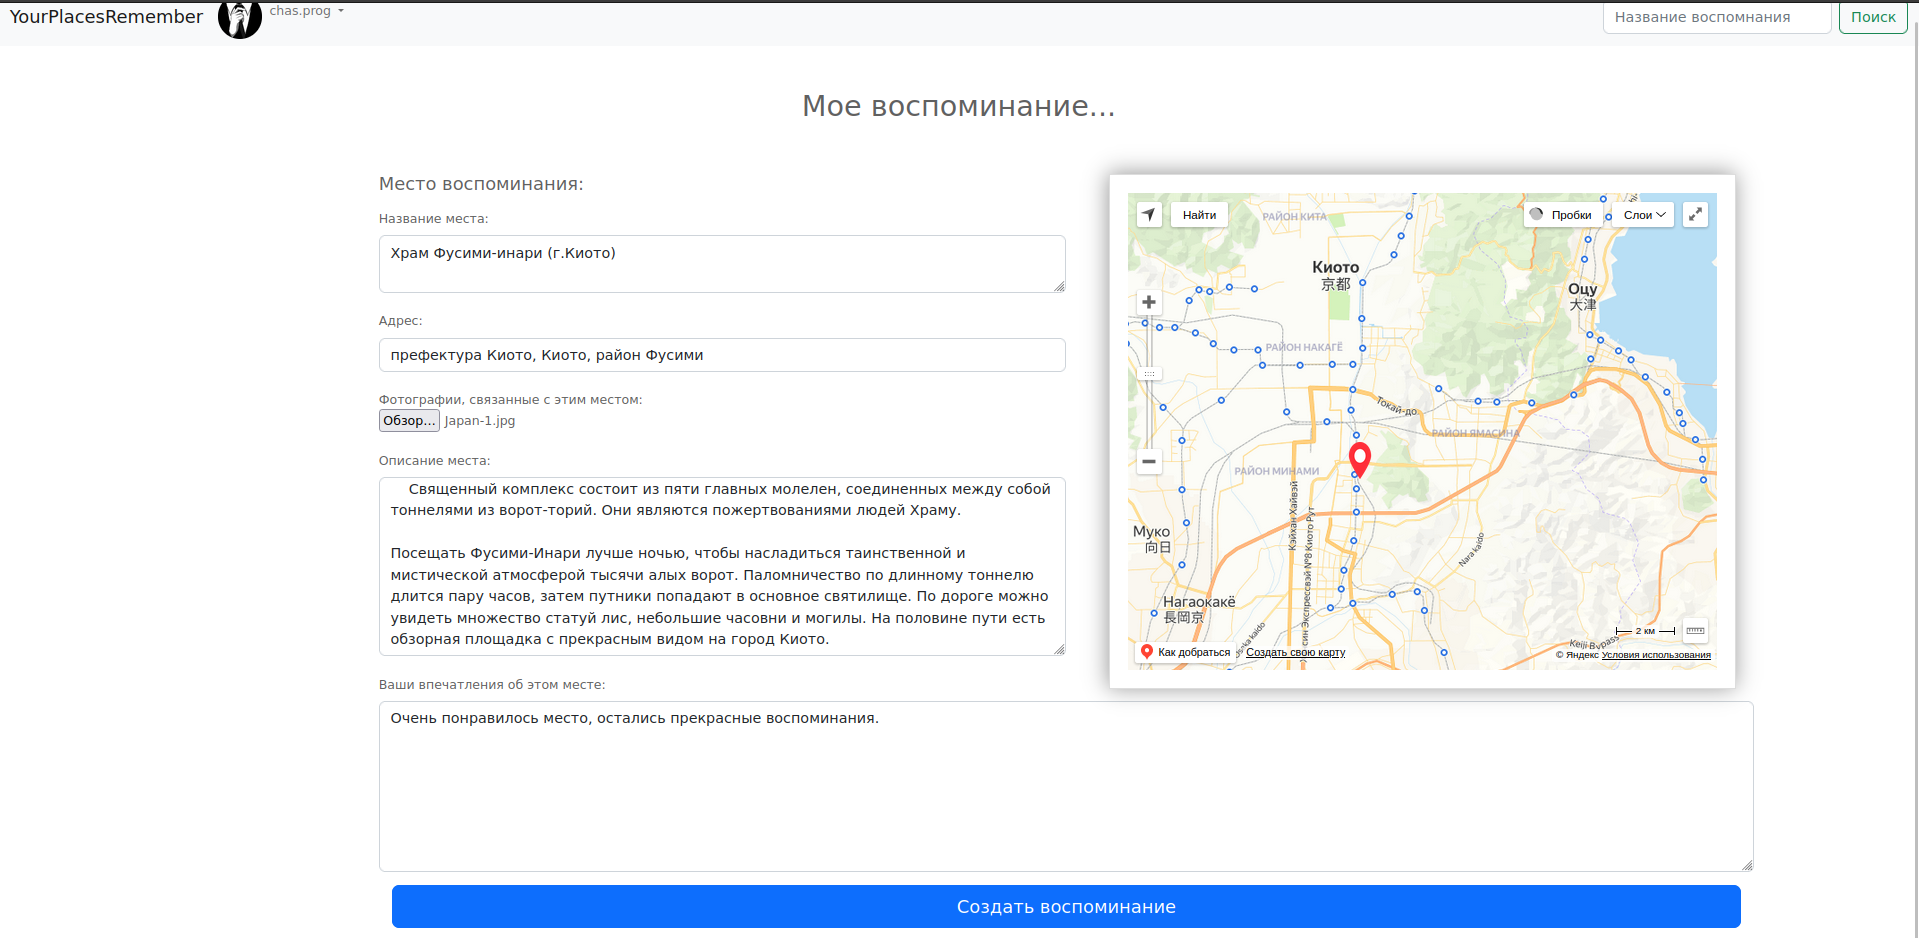 YourPlacesRemember
chas.prog
Название воспомнания
Поиск
Мое воспоминание...
Место воспоминания:
Название места:
Храм Фусими-инари (г.Киото)
Адрес:
префектура Киото, Киото, район Фусими
Фотографии, связанные с этим местом:
Обзор... Japan-1.jpg
Описание места:
Священный комплекс состоит из пяти главных молелен, соединенных между собой
тоннелями из ворот-торий. Они являются пожертвованиями людей Храму.
Посещать Фусими-Инари лучше ночью, чтобы насладиться таинственной и
мистической атмосферой тысячи алых ворот. Паломничество по длинному тоннелю
длится пару часов, затем путники попадают в основное святилище. По дороге можно
увидеть множество статуй лис, небольшие часовни и могилы. На половине пути есть
обзорная площадка с прекрасным видом на город Киото.
Ваши впечатления об этом месте:
Очень понравилось место, остались прекрасные воспоминания.
Создать воспоминание
Найти
РАЙОН КИТА
Пробки
Слои
Киото
京都
Оцу
大津
РАЙОН НАКАГЁ
Токай-до
РАЙОН ЯМАСИНА
РАЙОН МИНАМИ
Кэйхан Хайвэй
син Экспрессвэй №8 Киото Рут
Nara kaido
Муко
向日
Нагаокакё
長岡京
2 км
Keiji Bypass
Как добраться
Создать свою карту
© Яндекс Условия использования